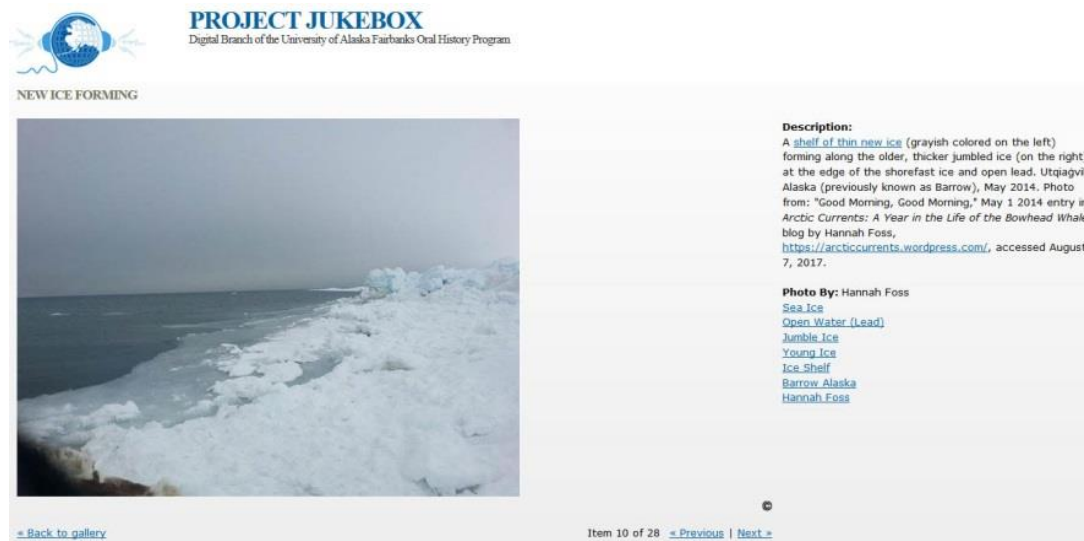 PROJECT JUKEBOX
Digital Branch of the University of Alaska Fairbanks Oral History Program
NEW ICE FORMING
Description:
A shelf of thin new ice (grayish colored on the left)
forming along the older, thicker jumbled ice (on the right)
at the edge of the shorefast ice and open lead. Utqiaġvi
Alaska (previously known as Barrow), May 2014. Photo
from: "Good Morning, Good Morning," May 1 2014 entry i
Arctic Currents: A Year in the Life of the Bowhead Whale
blog by Hannah Foss,
https://arcticcurrents.wordpress.com/, accessed August
7, 2017.
Photo By: Hannah Foss
Sea Ice
Open Water (Lead)
Jumble Ice
Young Ice
Ice Shelf
Barrow Alaska
Hannah Foss
©
« Back to gallery
Item 10 of 28 « Previous | Next »